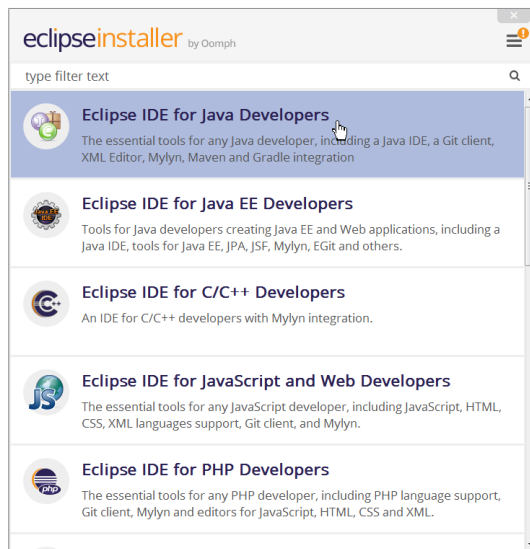 eclipseinstaller by Oomph
type filter text
Eclipse IDE for Java Developers
The essential tools for any Java developer, including a Java IDE, a Git client,
XML Editor, Mylyn, Maven and Gradle integration
Java EE
IDE
Eclipse IDE for Java EE Developers
Tools for Java developers creating Java EE and Web applications, including a
Java IDE, tools for Java EE, JPA, JSF, Mylyn, EGit and others.
C++
Eclipse IDE for C/C++ Developers
An IDE for C/C++ developers with Mylyn integration.
JS
Eclipse IDE for JavaScript and Web Developers
The essential tools for any JavaScript developer, including JavaScript, HTML,
CSS, XML languages support, Git client, and Mylyn.
php
Eclipse IDE for PHP Developers
The essential tools for any PHP developer, including PHP language support,
Git client, Mylyn and editors for JavaScript, HTML, CSS and XML.